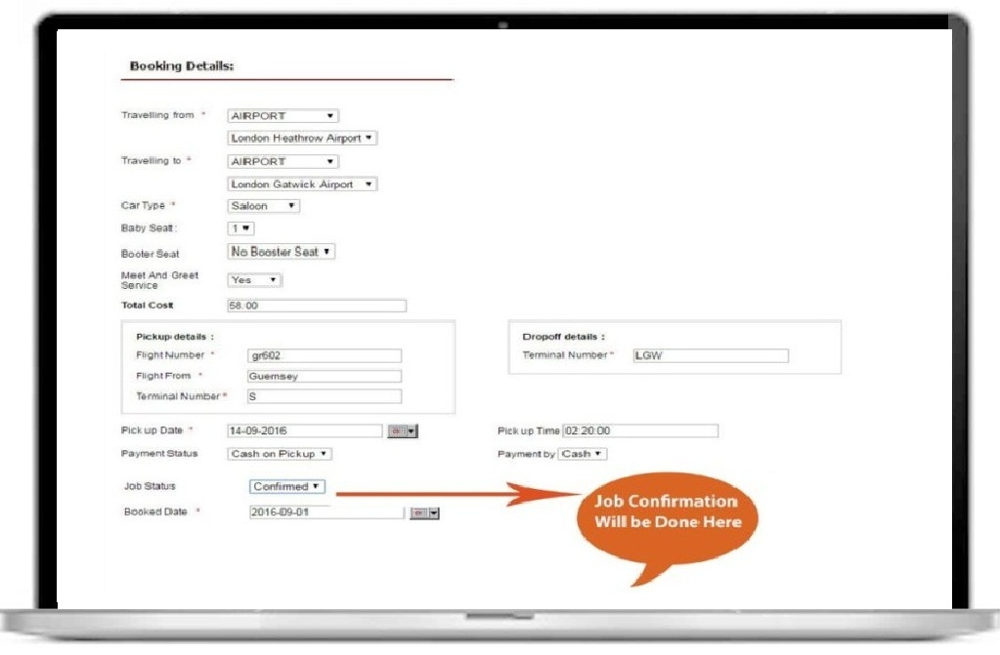 Booking Details:
Travelling from * AIRPORT
London Heathrow Airport
Travelling to * AIRPORT
London Gatwick Airport
Car Type * Saloon
Baby Seat: 1
Booter Seat No Booster Seat
Meet And Greet
Service Yes
Total Cost 58.00
Pickup details :
Flight Number * gr602
Flight From * Guernsey
Terminal Number* S
Dropoff details :
Terminal Number* LGW
Pick up Date * 14-09-2016 Pick up Time 02:20:00
Payment Status Cash on Pickup Payment by Cash
Job Status Confirmed
Job Confirmation
Will be Done Here
Booked Date * 2016-09-01